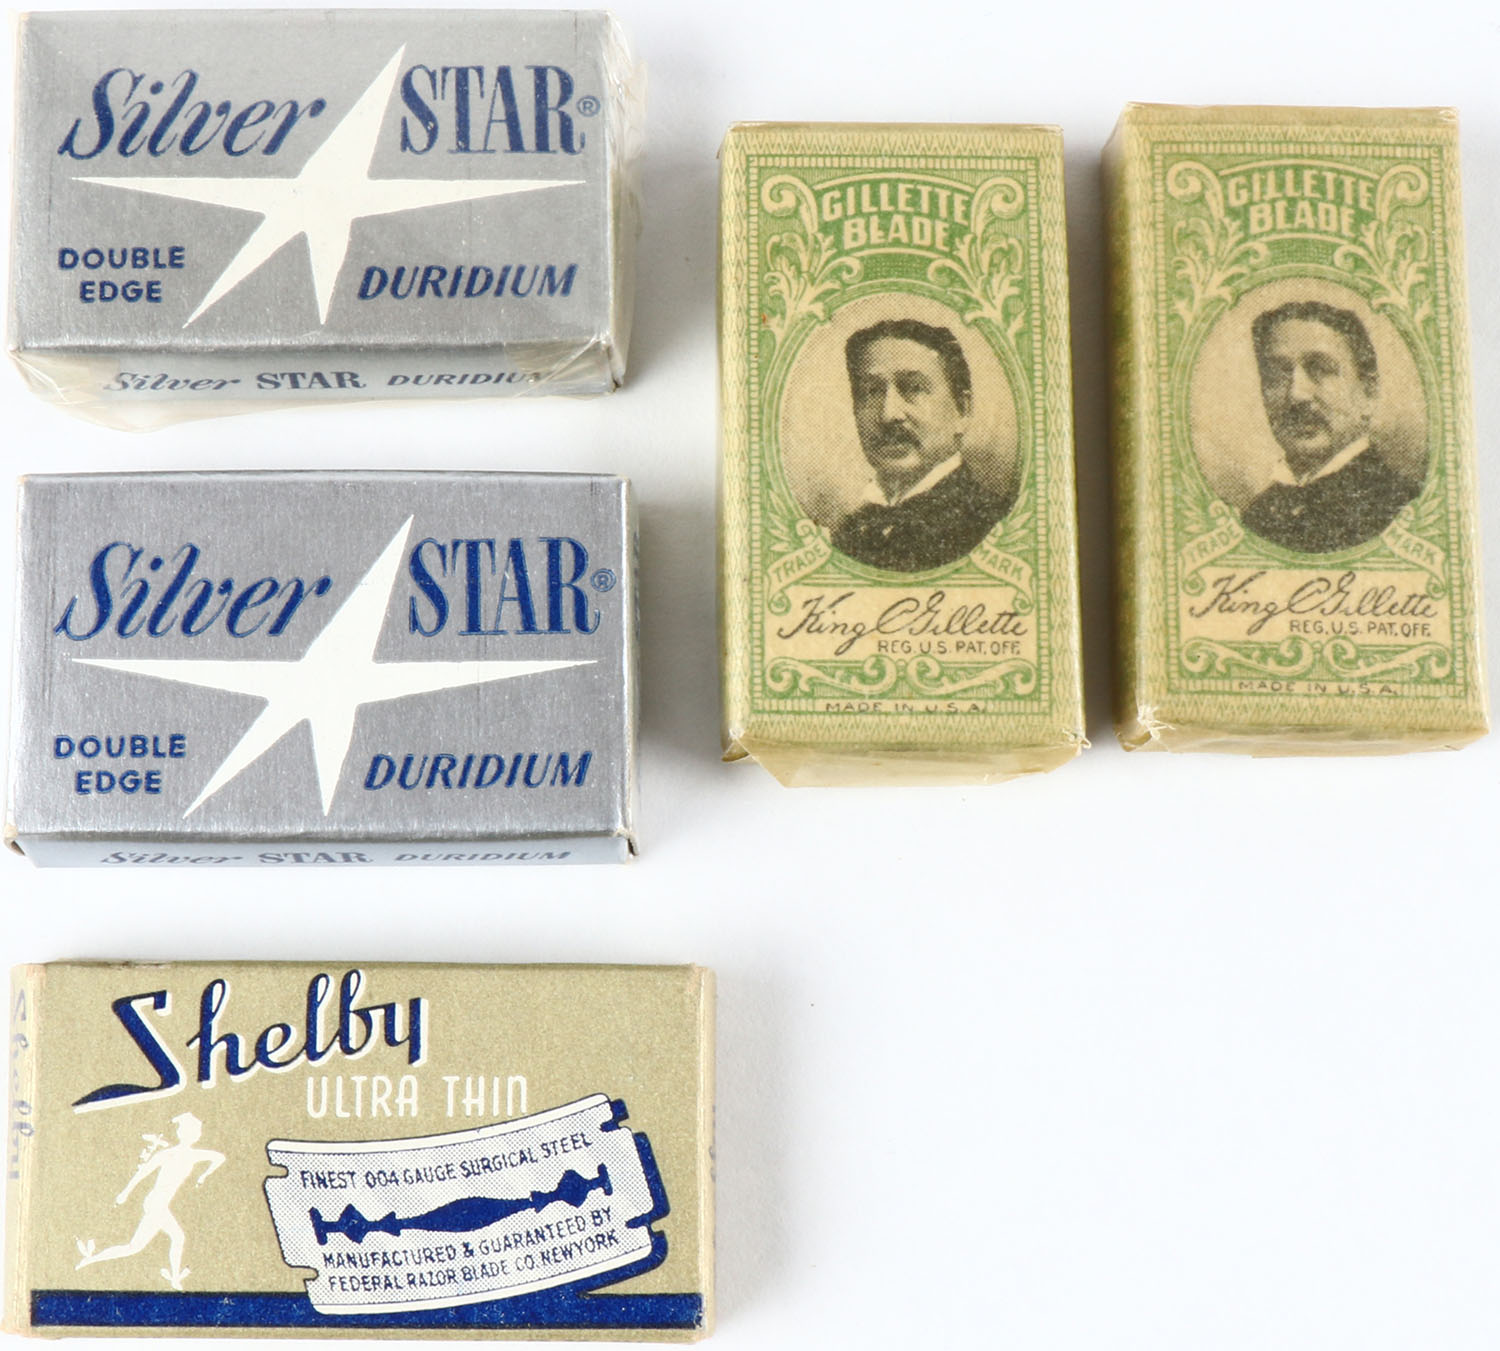 Silver STAR®
DOUBLE
EDGE
DURIDIUM
Silver STAR DURIDIUM
Silver STAR®
DOUBLE
EDGE
DURIDIUM
Silver STAR DURIDIUM
Shelby
ULTRA THIN
FINEST .004 GAUGE SURGICAL STEEL
MANUFACTURED & GUARANTEED BY
FEDERAL RAZOR BLADE CO. NEW YORK
Shelby
GILLETTE
BLADE
TRADE MARK
King C Gillette
REG. U.S. PAT. OFF.
MADE IN U.S.A.
GILLETTE
BLADE
TRADE MARK
King C Gillette
REG. U.S. PAT. OFF.
MADE IN U.S.A.